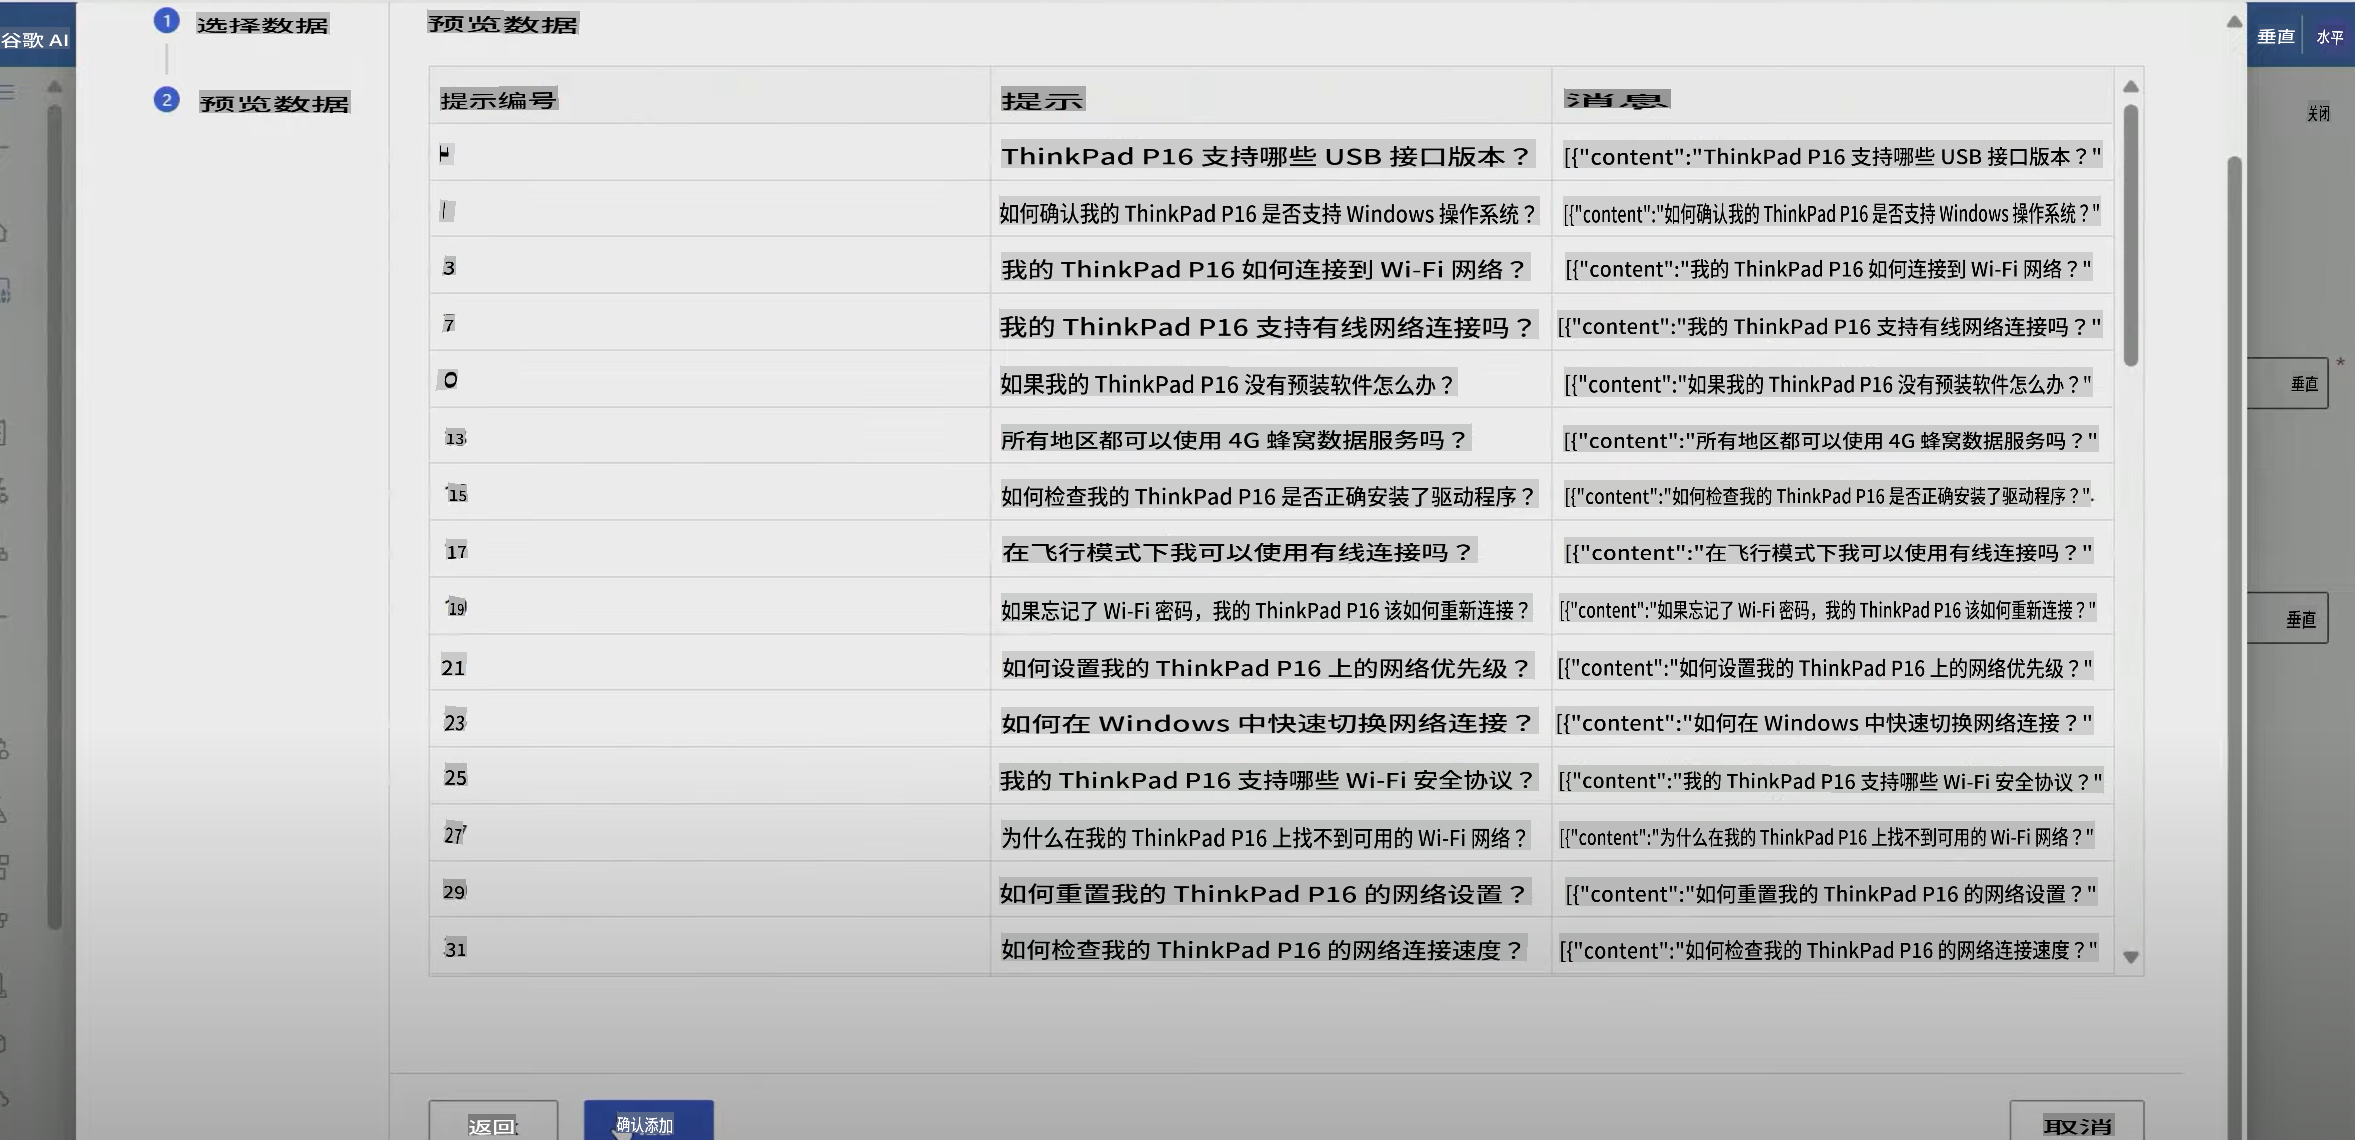 谷歌 AI
1 选择数据
2 预览数据
预览数据
垂直 水平
关闭
提示编号 提示 消息
ThinkPad P16 支持哪些 USB 接口版本？ [{"content":"ThinkPad P16 支持哪些 USB 接口版本？"
如何确认我的 ThinkPad P16 是否支持 Windows 操作系统？ [{"content":"如何确认我的 ThinkPad P16 是否支持 Windows 操作系统？"
3 我的 ThinkPad P16 如何连接到 Wi-Fi 网络？ [{"content":"我的 ThinkPad P16 如何连接到 Wi-Fi 网络？"
7 我的 ThinkPad P16 支持有线网络连接吗？ [{"content":"我的 ThinkPad P16 支持有线网络连接吗？"
0 如果我的 ThinkPad P16 没有预装软件怎么办？ [{"content":"如果我的 ThinkPad P16 没有预装软件怎么办？"
垂直 *
13 所有地区都可以使用 4G 蜂窝数据服务吗？ [{"content":"所有地区都可以使用 4G 蜂窝数据服务吗？"
15 如何检查我的 ThinkPad P16 是否正确安装了驱动程序？ [{"content":"如何检查我的 ThinkPad P16 是否正确安装了驱动程序？"
17 在飞行模式下我可以使用有线连接吗？ [{"content":"在飞行模式下我可以使用有线连接吗？"
19 如果忘记了 Wi-Fi 密码，我的 ThinkPad P16 该如何重新连接？ [{"content":"如果忘记了 Wi-Fi 密码，我的 ThinkPad P16 该如何重新连接？"
垂直
21 如何设置我的 ThinkPad P16 上的网络优先级？ [{"content":"如何设置我的 ThinkPad P16 上的网络优先级？"
23 如何在 Windows 中快速切换网络连接？ [{"content":"如何在 Windows 中快速切换网络连接？"
25 我的 ThinkPad P16 支持哪些 Wi-Fi 安全协议？ [{"content":"我的 ThinkPad P16 支持哪些 Wi-Fi 安全协议？"
27 为什么在我的 ThinkPad P16 上找不到可用的 Wi-Fi 网络？ [{"content":"为什么在我的 ThinkPad P16 上找不到可用的 Wi-Fi 网络？"
29 如何重置我的 ThinkPad P16 的网络设置？ [{"content":"如何重置我的 ThinkPad P16 的网络设置？"
31 如何检查我的 ThinkPad P16 的网络连接速度？ [{"content":"如何检查我的 ThinkPad P16 的网络连接速度？"
返回 确认添加 取消